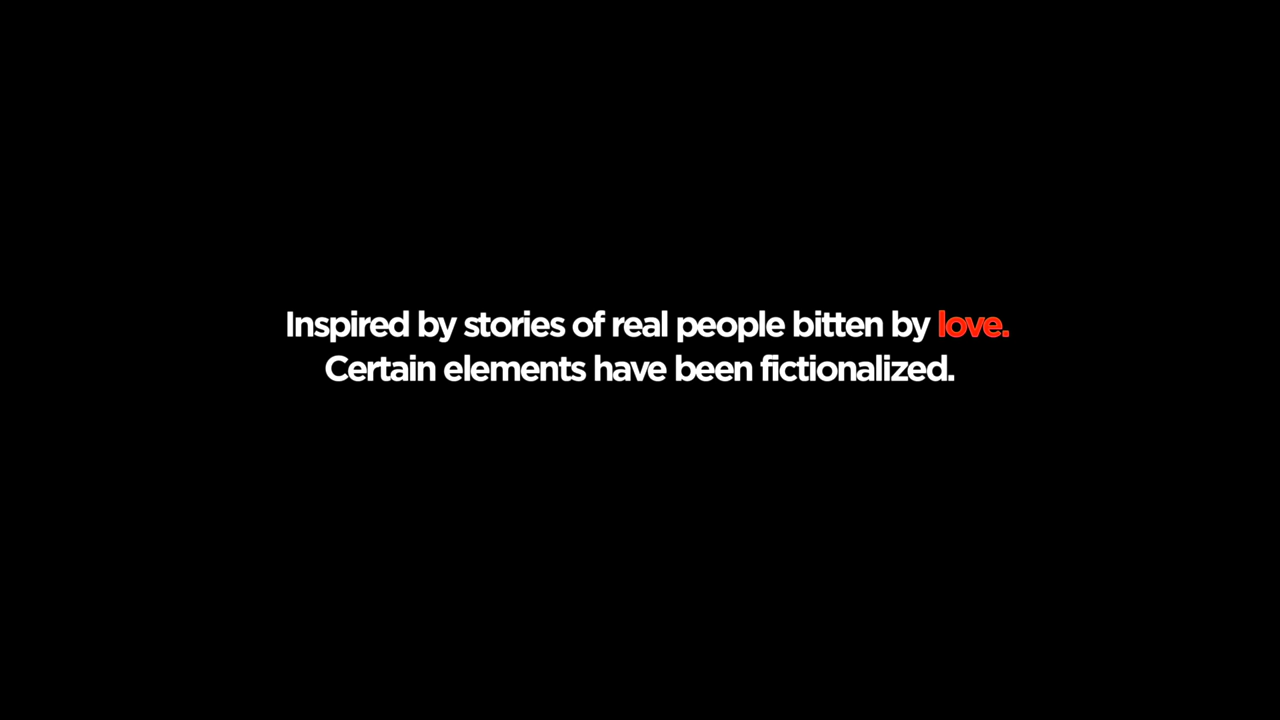 Inspired by stories of real people bitten by love.
Certain elements have been fictionalized.